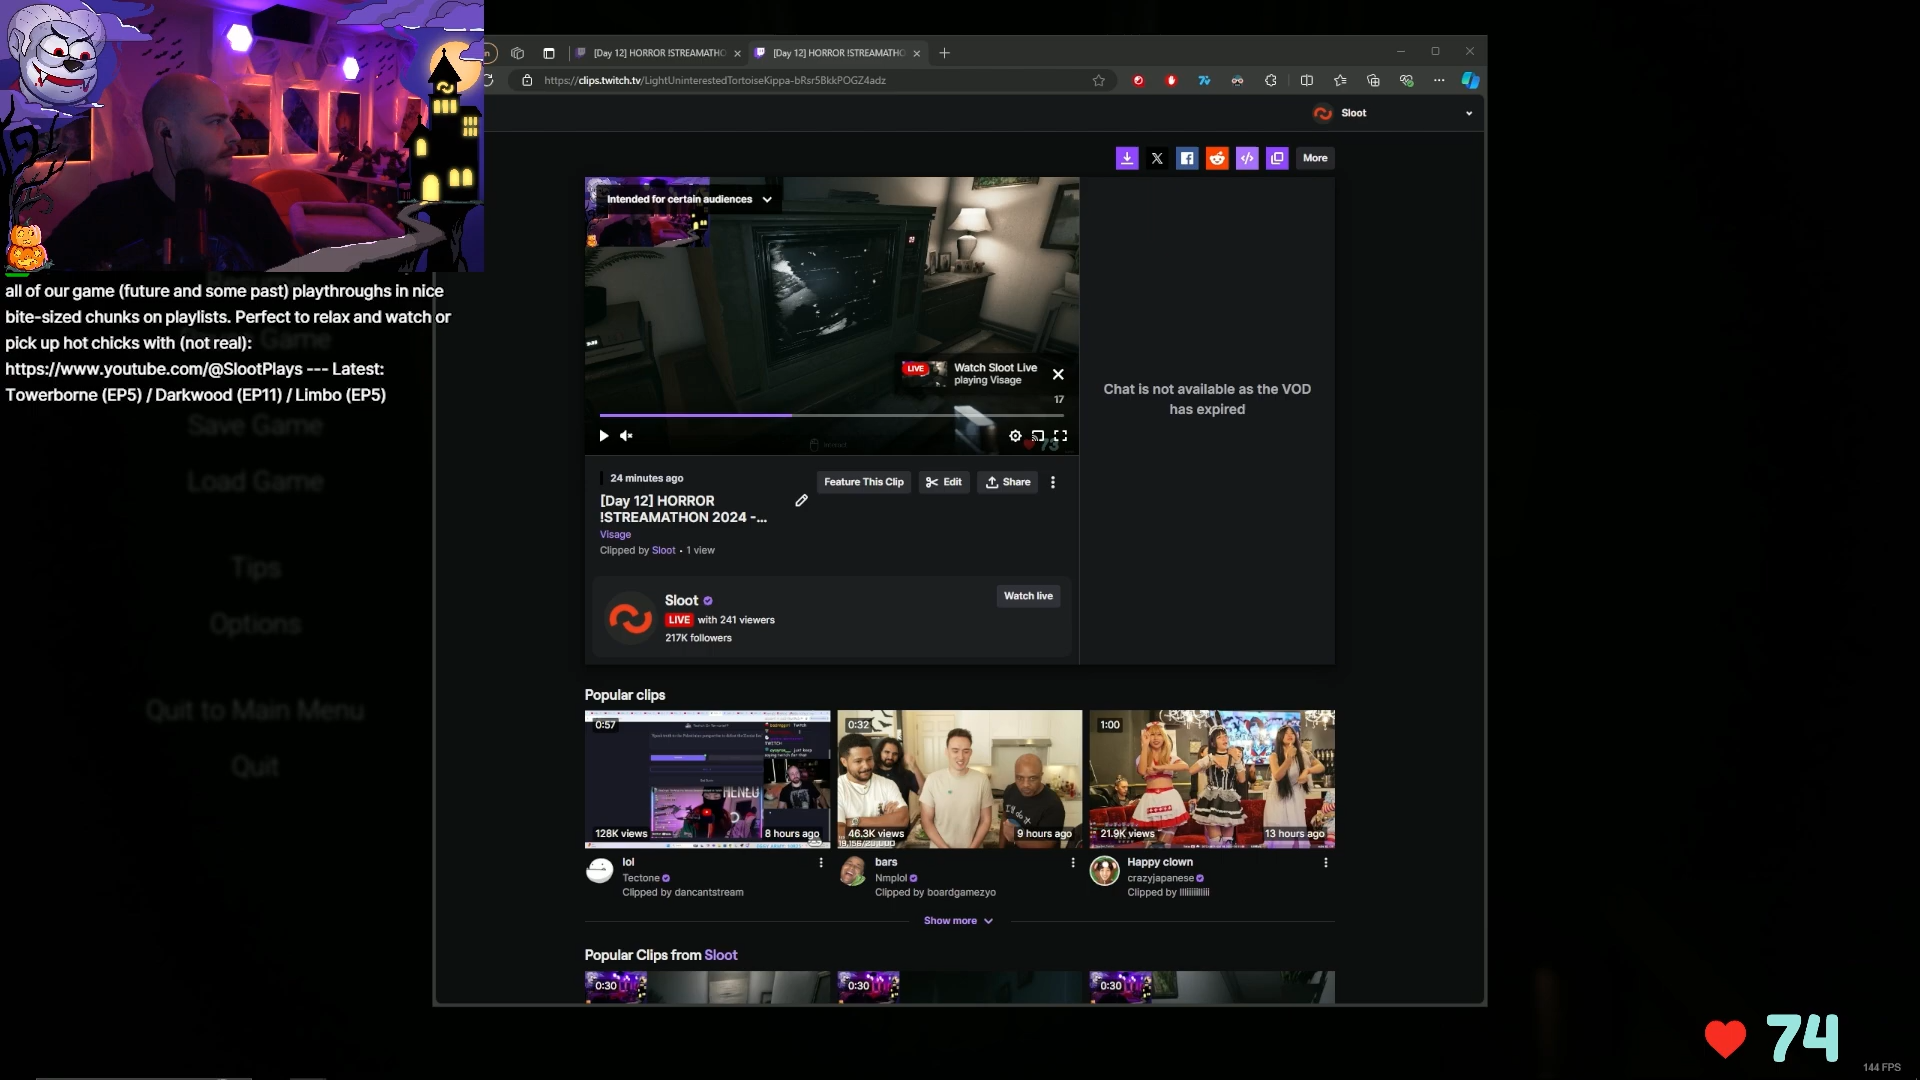 [Day 12] HORROR !STREAMATHO
[Day 12] HORROR !STREAMATHO
https://clips.twitch.tv/LightUninterestedTortoiseKippa-bRsr5BkkPOGZ4adz
Sloot
More
Intended for certain audiences
LIVE
Watch Sloot Live
playing Visage
17
73
Chat is not available as the VOD
has expired
all of our game (future and some past) playthroughs in nice
bite-sized chunks on playlists. Perfect to relax and watch or
pick up hot chicks with (not real):
https://www.youtube.com/@SlootPlays --- Latest:
Towerborne (EP5) / Darkwood (EP11) / Limbo (EP5)
Game
Save Game
Load Game
Tips
Options
Quit to Main Menu
Quit
24 minutes ago
Feature This Clip
Edit
Share
[Day 12] HORROR
!STREAMATHON 2024 -...
Visage
Clipped by Sloot • 1 view
Sloot
LIVE with 241 viewers
217K followers
Watch live
Popular clips
0:57
128K views
8 hours ago
lol
Tectone
Clipped by dancantstream
0:32
46.3K views
9 hours ago
bars
Nmplol
Clipped by boardgamezyo
1:00
21.9K views
13 hours ago
Happy clown
crazyjapanese
Show more
Popular Clips from Sloot
0:30
0:30
0:30
74
144 FPS